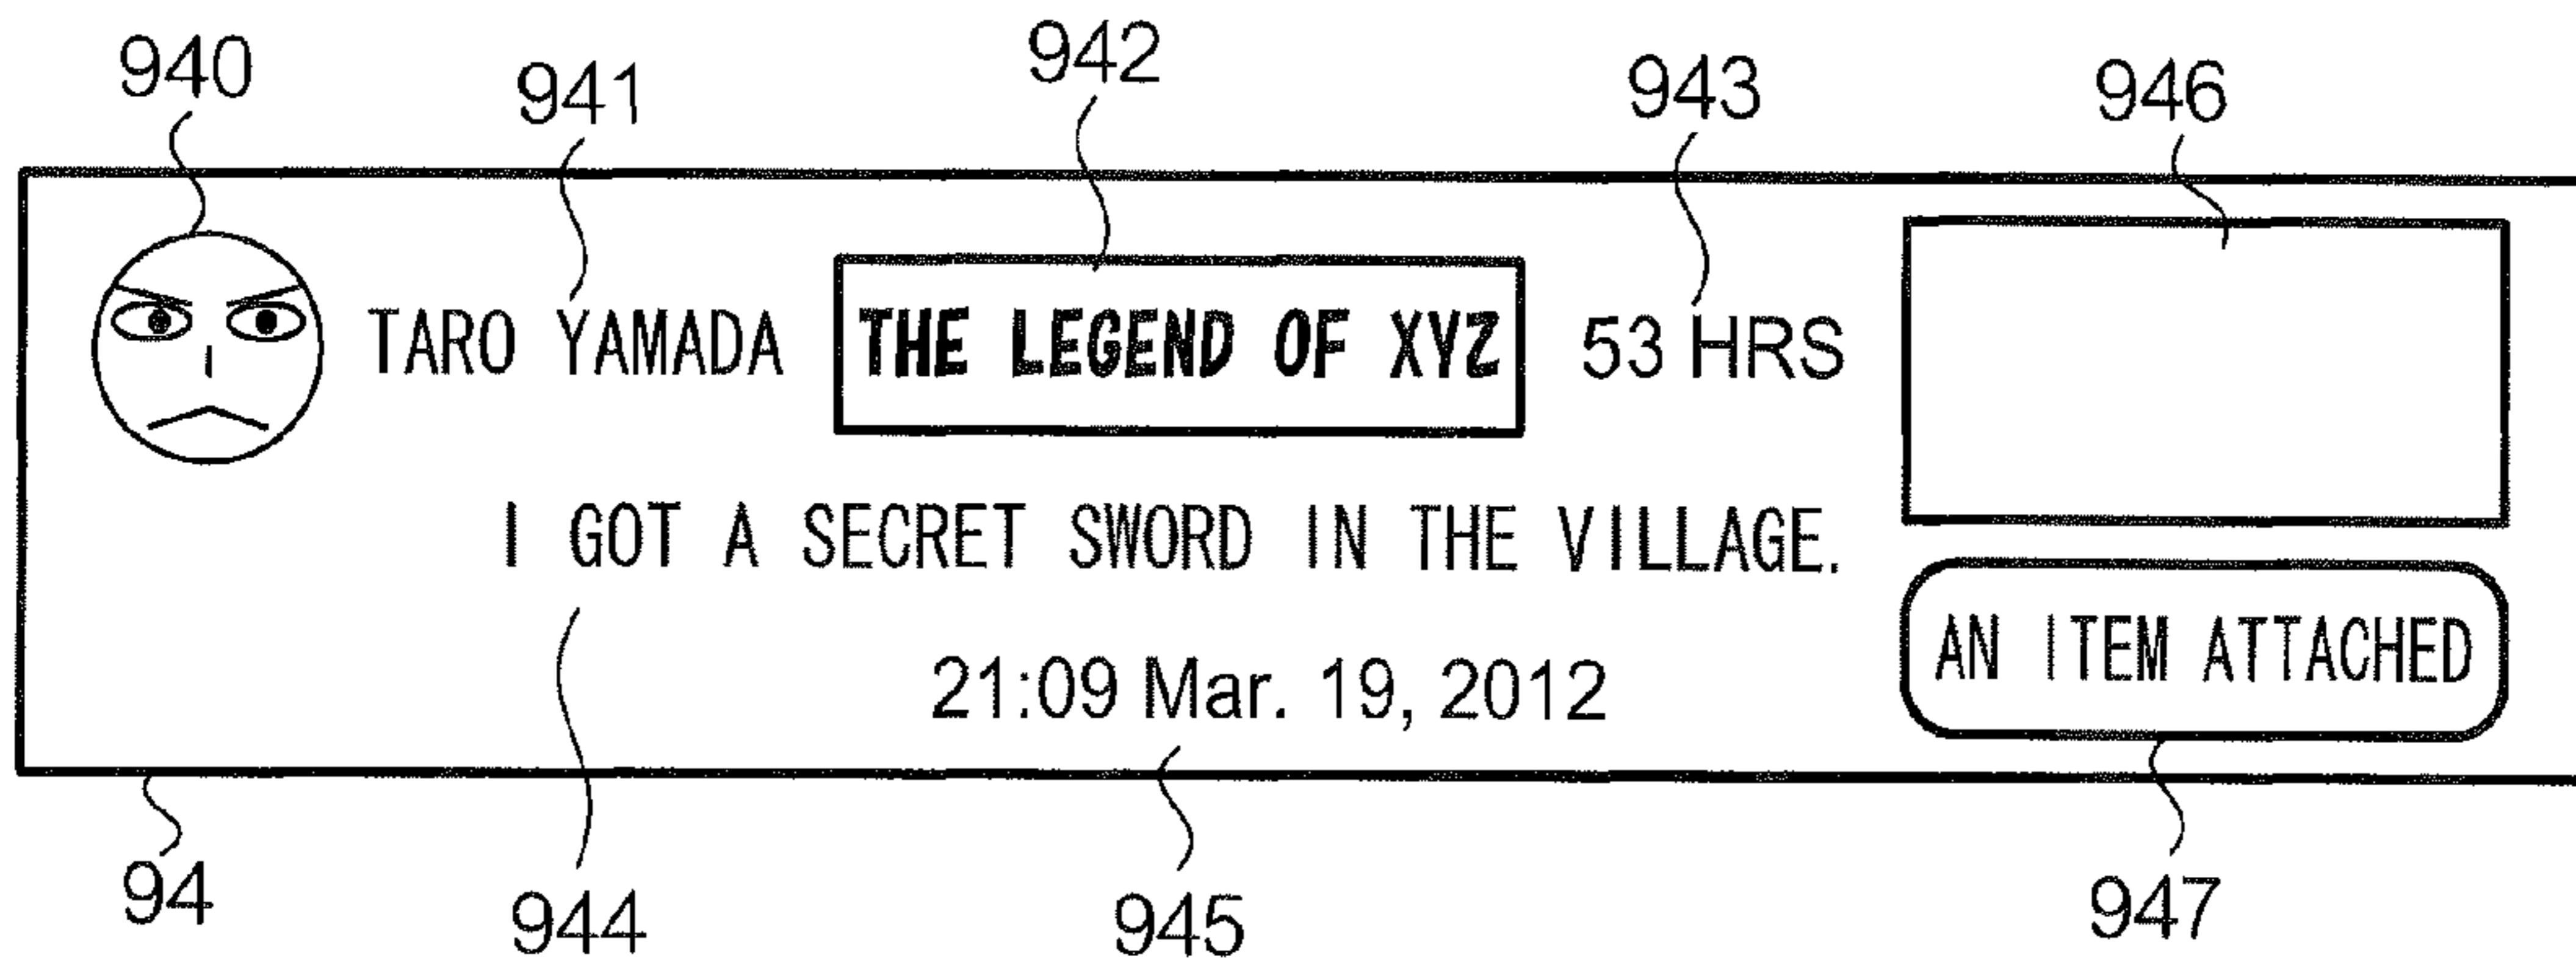 940 941 942 943 946
TARO YAMADA THE LEGEND OF XYZ 53 HRS
I GOT A SECRET SWORD IN THE VILLAGE.
AN ITEM ATTACHED
21:09 Mar. 19, 2012
94 944 945 947